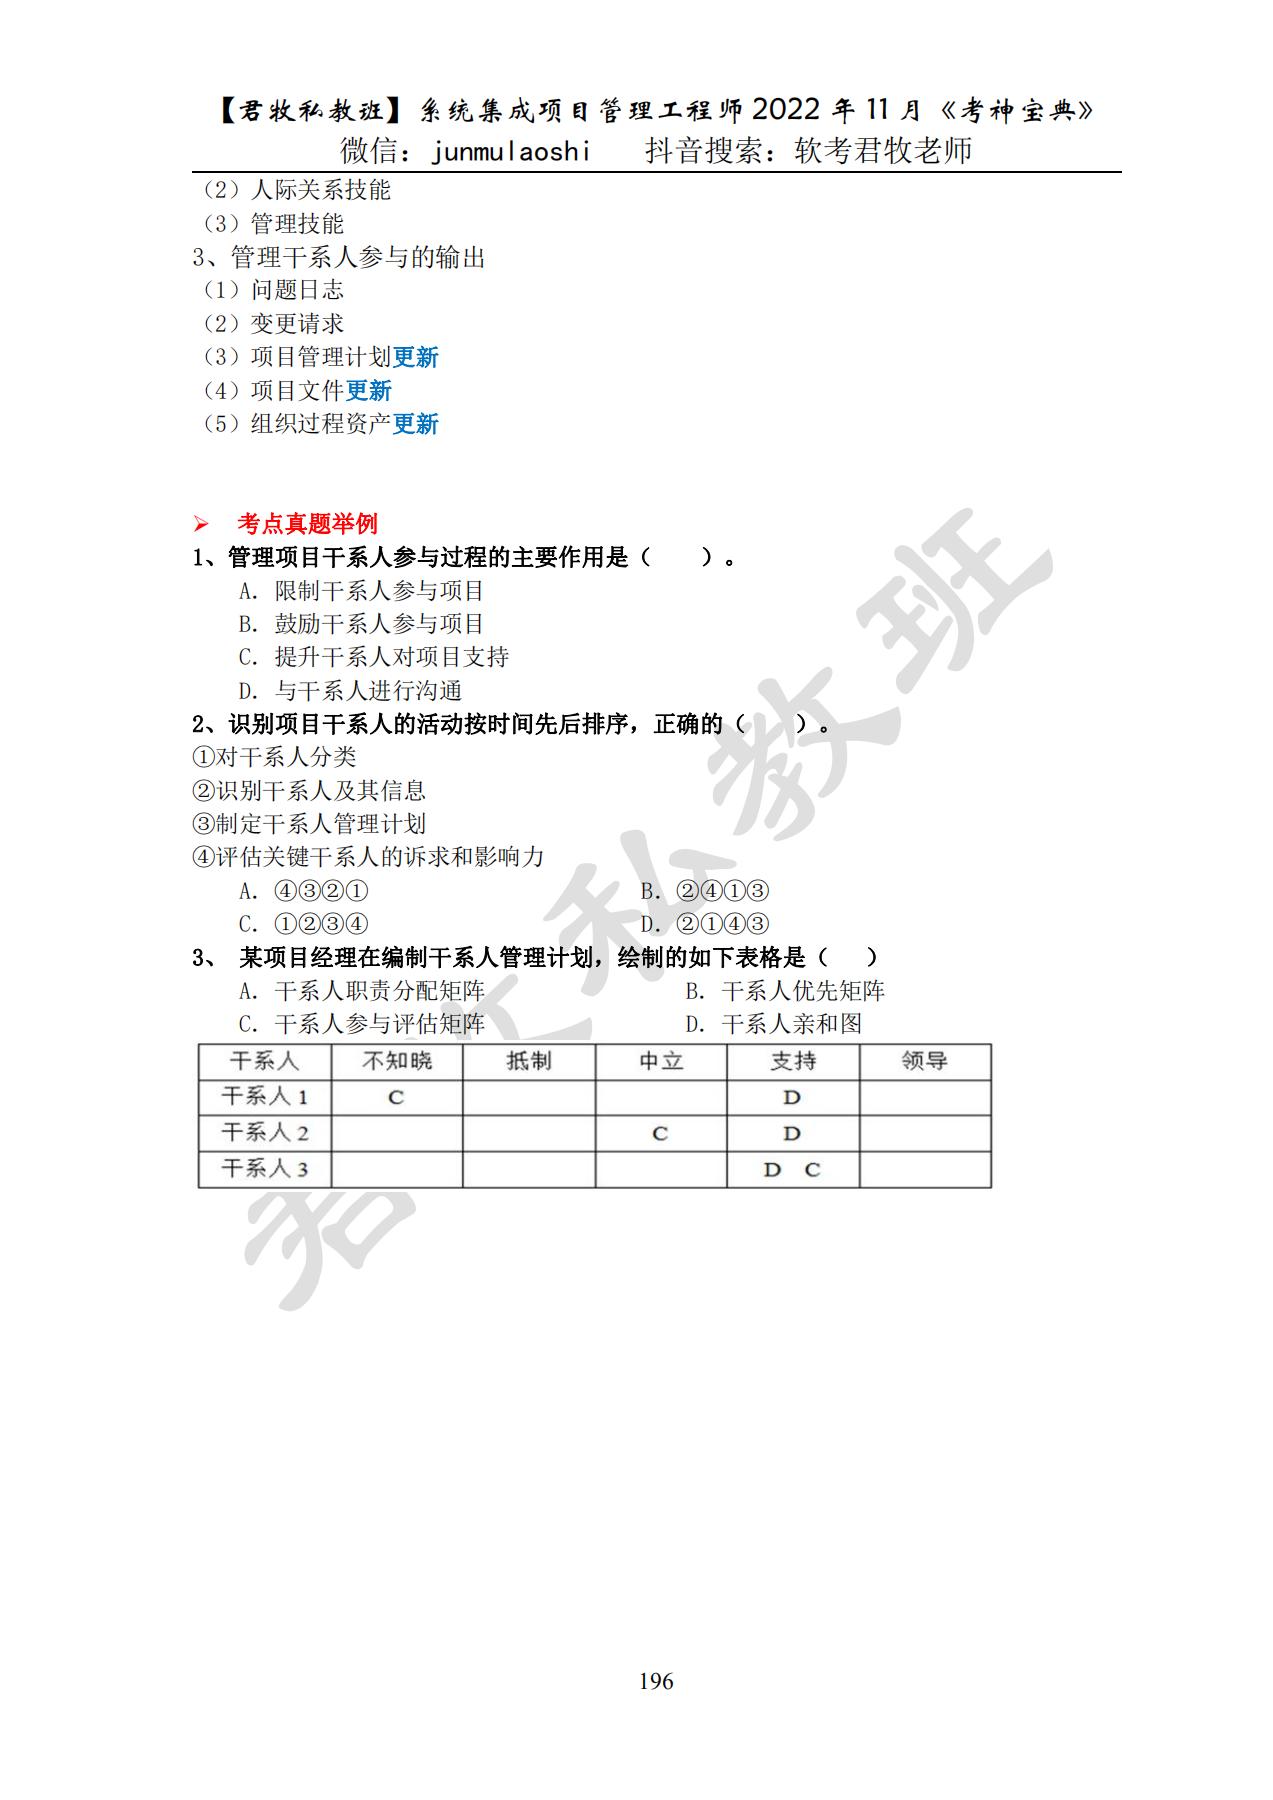 【君牧私教班】系统集成项目管理工程师 2022 年 11 月《考神宝典》
微信：junmulaoshi 抖音搜索：软考君牧老师
（2）人际关系技能
（3）管理技能
3、管理干系人参与的输出
（1）问题日志
（2）变更请求
（3）项目管理计划更新
（4）项目文件更新
（5）组织过程资产更新
➢ 考点真题举例
1、管理项目干系人参与过程的主要作用是（ ）。
A．限制干系人参与项目
B．鼓励干系人参与项目
C．提升干系人对项目支持
D．与干系人进行沟通
2、识别项目干系人的活动按时间先后排序，正确的（ ）。
①对干系人分类
②识别干系人及其信息
③制定干系人管理计划
④评估关键干系人的诉求和影响力
A．④③②① B．②④①③
C．①②③④ D．②①④③
3、 某项目经理在编制干系人管理计划，绘制的如下表格是（ ）
A．干系人职责分配矩阵 B．干系人优先矩阵
C．干系人参与评估矩阵 D．干系人亲和图
干系人 不知晓 抵制 中立 支持 领导
干系人 1 C D
干系人 2 C D
干系人 3 D C
君牧私教班
196